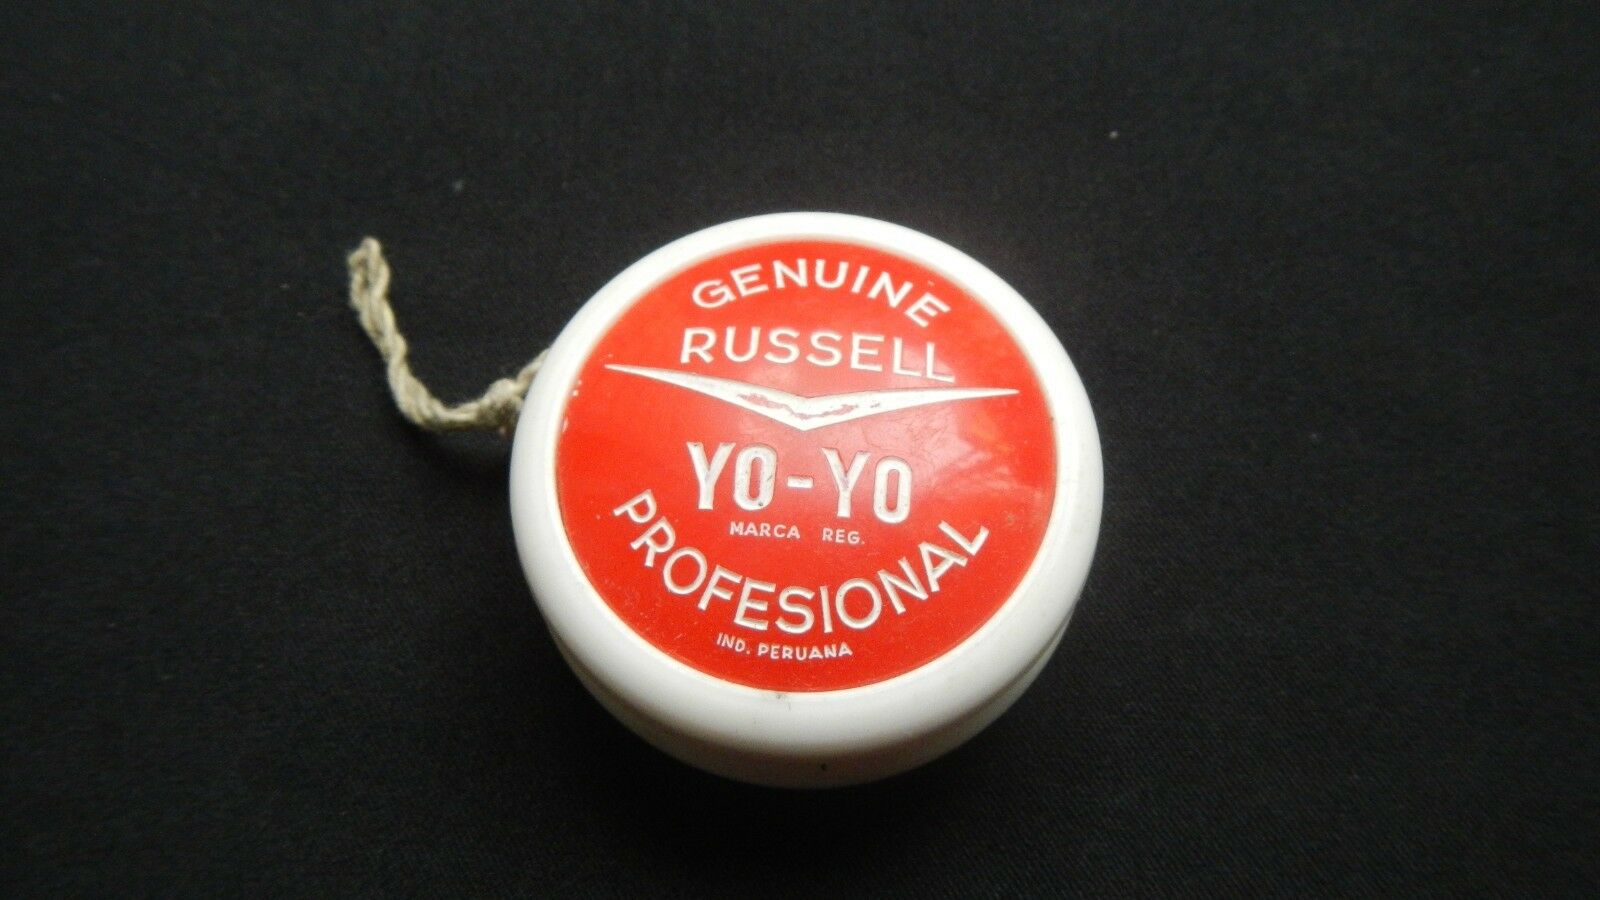 GENUINE
RUSSELL
YO-YO
MARCA REG.
PROFESIONAL
IND. PERUANA